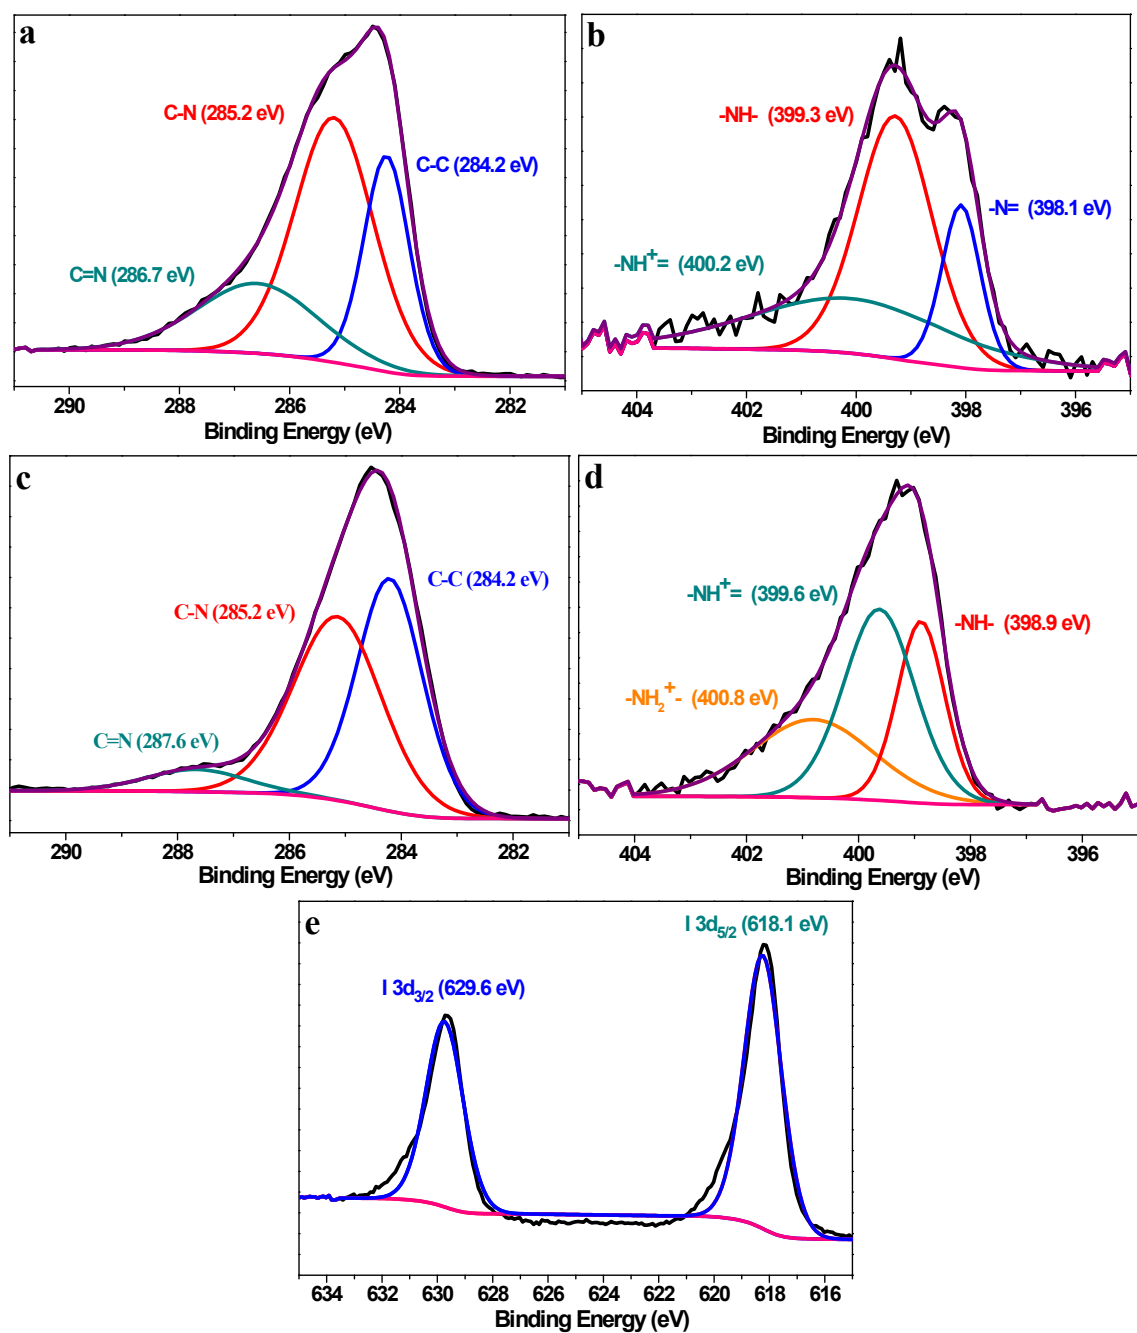 a
C-N (285.2 eV)
C-C (284.2 eV)
C=N (286.7 eV)
290 288 286 284 282
Binding Energy (eV)
b
-NH- (399.3 eV)
-N= (398.1 eV)
-NH⁺= (400.2 eV)
404 402 400 398 396
Binding Energy (eV)
c
C-C (284.2 eV)
C-N (285.2 eV)
C=N (287.6 eV)
290 288 286 284 282
Binding Energy (eV)
d
-NH⁺= (399.6 eV)
-NH- (398.9 eV)
-NH₂⁺- (400.8 eV)
404 402 400 398 396
Binding Energy (eV)
e
I 3d5/2 (618.1 eV)
I 3d3/2 (629.6 eV)
634 632 630 628 626 624 622 620 618 616
Binding Energy (eV)